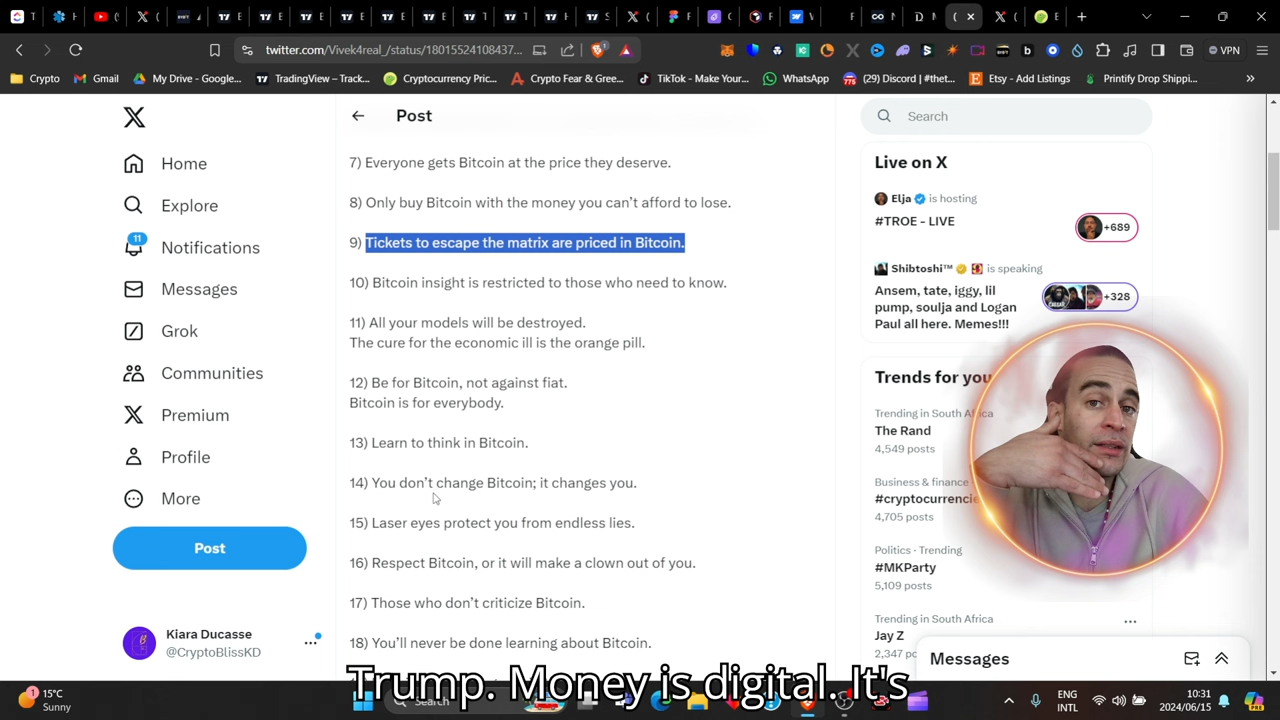 twitter.com/Vivek4real_/status/18015524108437...
VPN
Crypto
Gmail
My Drive - Google...
TradingView – Track...
Cryptocurrency Pric...
Crypto Fear & Gree...
TikTok - Make Your...
WhatsApp
(29) Discord | #thet...
Etsy - Add Listings
Printify Drop Shippi...
Home
Explore
11
Notifications
Messages
Grok
Communities
Premium
Profile
More
Post
Kiara Ducasse
@CryptoBlissKD
Post
7) Everyone gets Bitcoin at the price they deserve.
8) Only buy Bitcoin with the money you can’t afford to lose.
9) Tickets to escape the matrix are priced in Bitcoin.
10) Bitcoin insight is restricted to those who need to know.
11) All your models will be destroyed.
The cure for the economic ill is the orange pill.
12) Be for Bitcoin, not against fiat.
Bitcoin is for everybody.
13) Learn to think in Bitcoin.
14) You don’t change Bitcoin; it changes you.
15) Laser eyes protect you from endless lies.
16) Respect Bitcoin, or it will make a clown out of you.
17) Those who don’t criticize Bitcoin.
18) You’ll never be done learning about Bitcoin.
Search
Live on X
Elja is hosting
#TROE - LIVE
+689
Shibtoshi™ is speaking
Ansem, tate, iggy, lil
pump, soulja and Logan
Paul all here. Memes!!!
+328
Trends for you
Trending in South Africa
The Rand
4,549 posts
Business & finance
#cryptocurrencie
4,705 posts
Politics · Trending
#MKParty
5,109 posts
Trending in South Africa
Jay Z
2,347
Messages
Trump. Money is digital. It's
1
15°C
Sunny
Search
ENG
INTL
10:31
2024/06/15